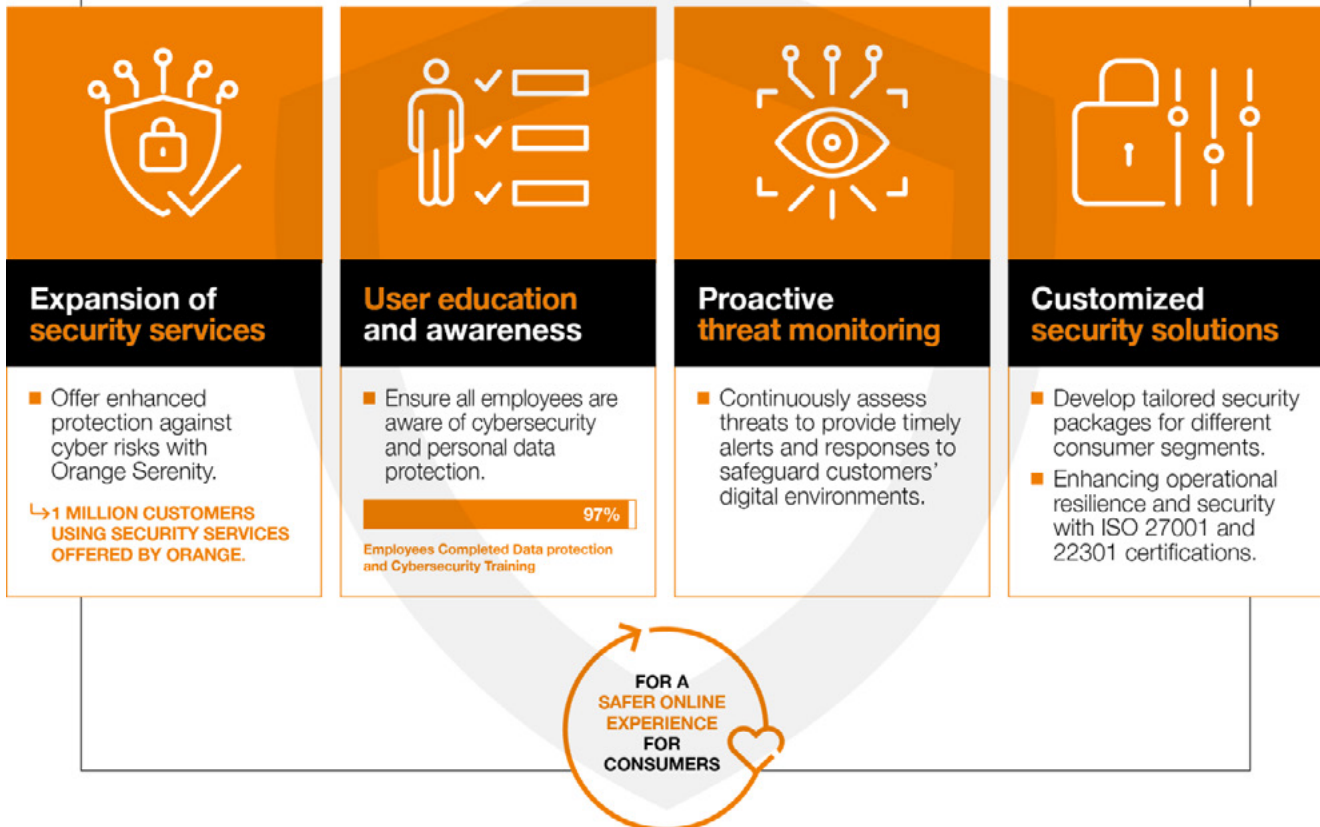 Expansion of
security services
■ Offer enhanced
protection against
cyber risks with
Orange Serenity.
↳1 MILLION CUSTOMERS
USING SECURITY SERVICES
OFFERED BY ORANGE.
User education
and awareness
■ Ensure all employees are
aware of cybersecurity
and personal data
protection.
97%
Employees Completed Data protection
and Cybersecurity Training
Proactive
threat monitoring
■ Continuously assess
threats to provide timely
alerts and responses to
safeguard customers’
digital environments.
Customized
security solutions
■ Develop tailored security
packages for different
consumer segments.
■ Enhancing operational
resilience and security
with ISO 27001 and
22301 certifications.
FOR A
SAFER ONLINE
EXPERIENCE
FOR
CONSUMERS